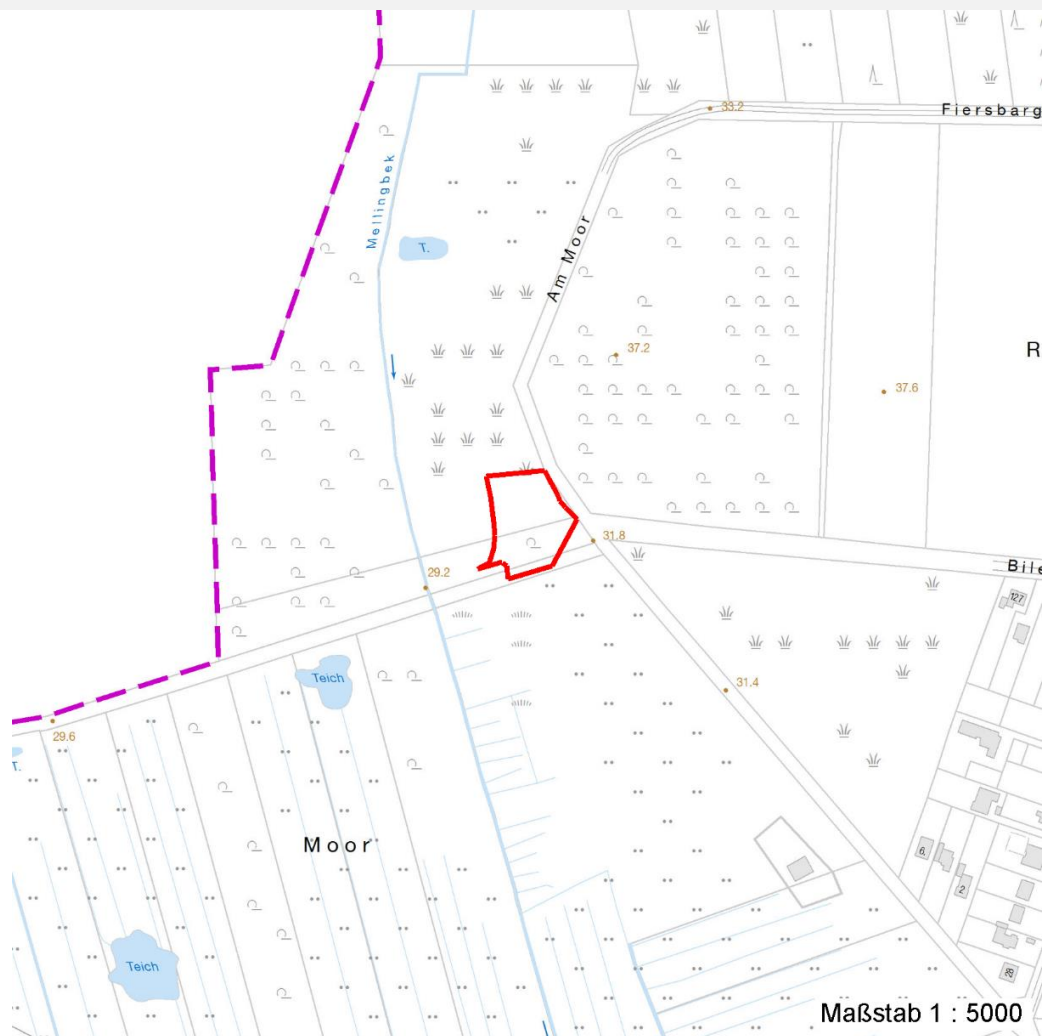 33.2
Fiersbarg
Mellingbek
Am Moor
T.
37.2
R
37.6
31.8
29.2
Bile
127
Teich
31.4
29.6
T.
Moor
6.
2
Teich
28
Maßstab 1 : 5000